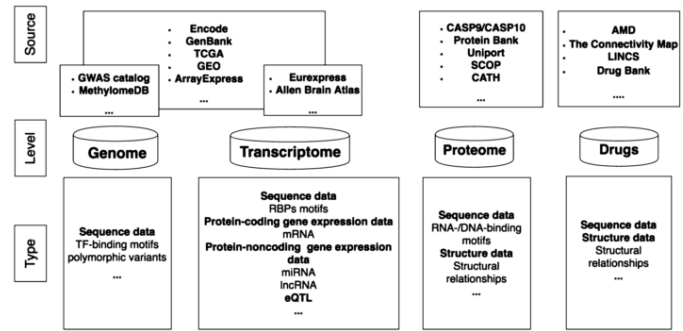 Source
• Encode
• GenBank
• TCGA
• GEO
• ArrayExpress
...
• GWAS catalog
• MethylomeDB
...
• Eurexpress
• Allen Brain Atlas
...
• CASP9/CASP10
• Protein Bank
• Uniport
• SCOP
• CATH
...
• AMD
• The Connectivity Map
• LINCS
• Drug Bank
....
Level
Genome
Transcriptome
Proteome
Drugs
Type
Sequence data
TF-binding motifs
polymorphic variants
...
Sequence data
RBPs motifs
Protein-coding gene expression data
mRNA
Protein-noncoding gene expression
data
miRNA
lncRNA
eQTL
...
Sequence data
RNA-/DNA-binding
motifs
Structure data
Structural
relationships
...
Sequence data
Structure data
Structural
relationships
...